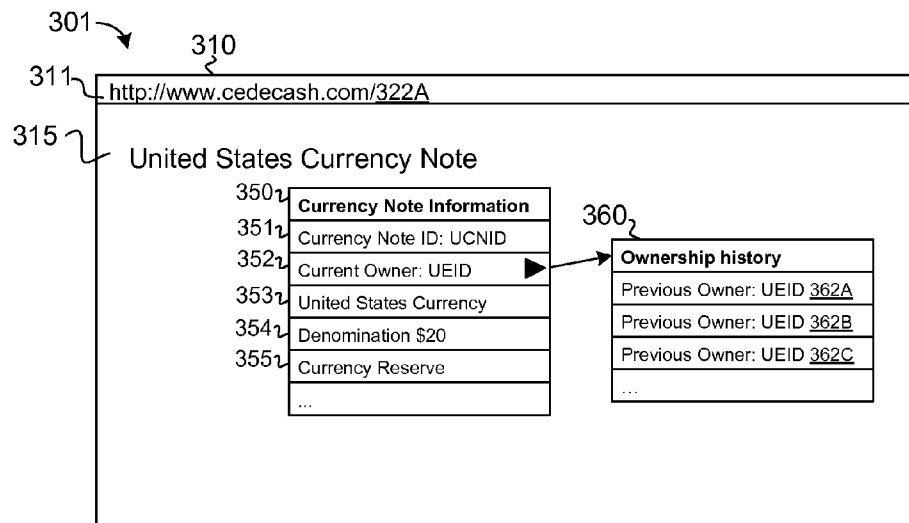 301
310
311
http://www.cedecash.com/322A
315
United States Currency Note
350
Currency Note Information
351
Currency Note ID: UCNID
352
Current Owner: UEID
353
United States Currency
354
Denomination $20
355
Currency Reserve
...
360
Ownership history
Previous Owner: UEID 362A
Previous Owner: UEID 362B
Previous Owner: UEID 362C
...